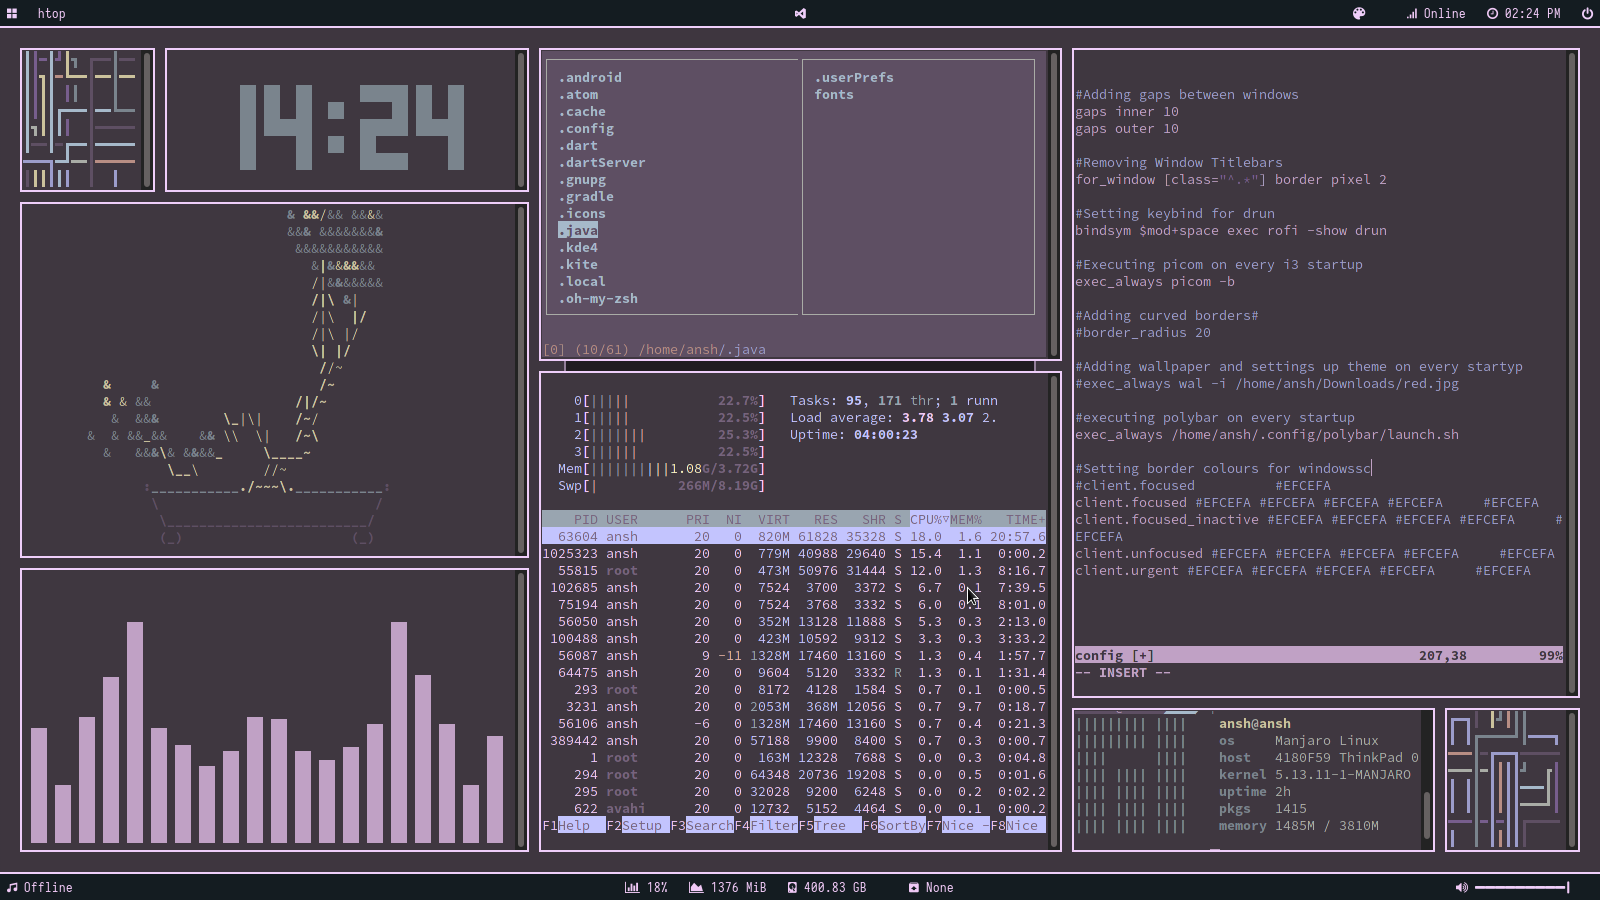 htop
Online
02:24 PM
14:24
.android
.atom
.cache
.config
.dart
.dartServer
.gnupg
.gradle
.icons
.java
.kde4
.kite
.local
.oh-my-zsh
.userPrefs
fonts
[0] (10/61) /home/ansh/.java
0[||||| 22.7%]
1[||||| 22.5%]
2[||||||| 25.3%]
3[|||||| 22.5%]
Mem[||||||||||1.08G/3.72G]
Swp[| 266M/8.19G]
Tasks: 95, 171 thr; 1 runn
Load average: 3.78 3.07 2.
Uptime: 04:00:23
PID USER PRI NI VIRT RES SHR S CPU%▽MEM% TIME+
63604 ansh 20 0 820M 61828 35328 S 18.0 1.6 20:57.6
1025323 ansh 20 0 779M 40988 29640 S 15.4 1.1 0:00.2
55815 root 20 0 473M 50976 31444 S 12.0 1.3 8:16.7
102685 ansh 20 0 7524 3700 3372 S 6.7 0.1 7:39.5
75194 ansh 20 0 7524 3768 3332 S 6.0 0.1 8:01.0
56050 ansh 20 0 352M 13128 11888 S 5.3 0.3 2:13.0
100488 ansh 20 0 423M 10592 9312 S 3.3 0.3 3:33.2
56087 ansh 9 -11 1328M 17460 13160 S 1.3 0.4 1:57.7
64475 ansh 20 0 9604 5120 3332 R 1.3 0.1 1:31.4
293 root 20 0 8172 4128 1584 S 0.7 0.1 0:00.5
3231 ansh 20 0 2053M 368M 12056 S 0.7 9.7 0:18.7
56106 ansh -6 0 1328M 17460 13160 S 0.7 0.4 0:21.3
389442 ansh 20 0 57188 9900 8400 S 0.7 0.3 0:00.7
1 root 20 0 163M 12328 7688 S 0.0 0.3 0:04.8
294 root 20 0 64348 20736 19208 S 0.0 0.5 0:01.6
295 root 20 0 32028 9200 6248 S 0.0 0.2 0:02.2
622 avahi 20 0 12732 5152 4464 S 0.0 0.1 0:00.2
F1Help F2Setup F3SearchF4FilterF5Tree F6SortByF7Nice -F8Nice
#Adding gaps between windows
gaps inner 10
gaps outer 10
#Removing Window Titlebars
for_window [class="^.*"] border pixel 2
#Setting keybind for drun
bindsym $mod+space exec rofi -show drun
#Executing picom on every i3 startup
exec_always picom -b
#Adding curved borders#
#border_radius 20
#Adding wallpaper and settings up theme on every startyp
#exec_always wal -i /home/ansh/Downloads/red.jpg
#executing polybar on every startup
exec_always /home/ansh/.config/polybar/launch.sh
#Setting border colours for windowssc
#client.focused #EFCEFA
client.focused #EFCEFA #EFCEFA #EFCEFA #EFCEFA #EFCEFA
client.focused_inactive #EFCEFA #EFCEFA #EFCEFA #EFCEFA #
EFCEFA
client.unfocused #EFCEFA #EFCEFA #EFCEFA #EFCEFA #EFCEFA
client.urgent #EFCEFA #EFCEFA #EFCEFA #EFCEFA #EFCEFA
config [+] 207,38 99%
-- INSERT --
ansh@ansh
os Manjaro Linux
host 4180F59 ThinkPad 0
kernel 5.13.11-1-MANJARO
uptime 2h
pkgs 1415
memory 1485M / 3810M
Offline
18%
1376 MiB
400.83 GB
None